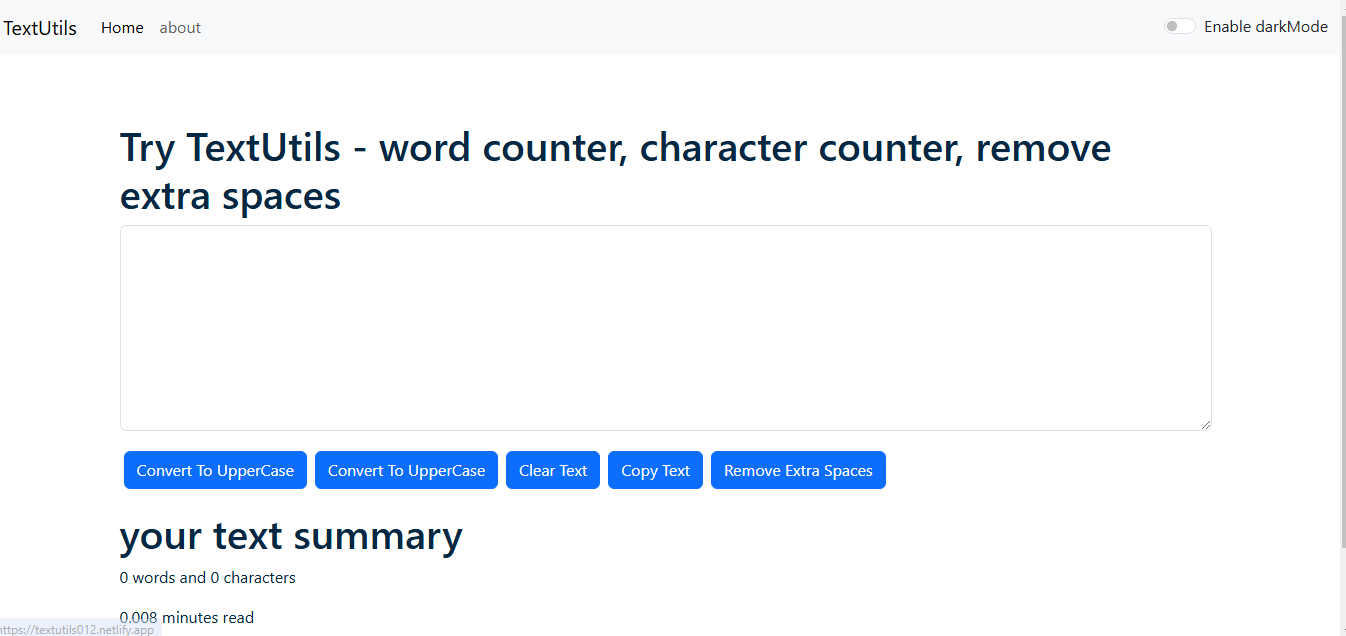 TextUtils Home about Enable darkMode
Try TextUtils - word counter, character counter, remove
extra spaces
Convert To UpperCase Convert To UpperCase Clear Text Copy Text Remove Extra Spaces
your text summary
0 words and 0 characters
0.008 minutes read
https://textutils012.netlify.app